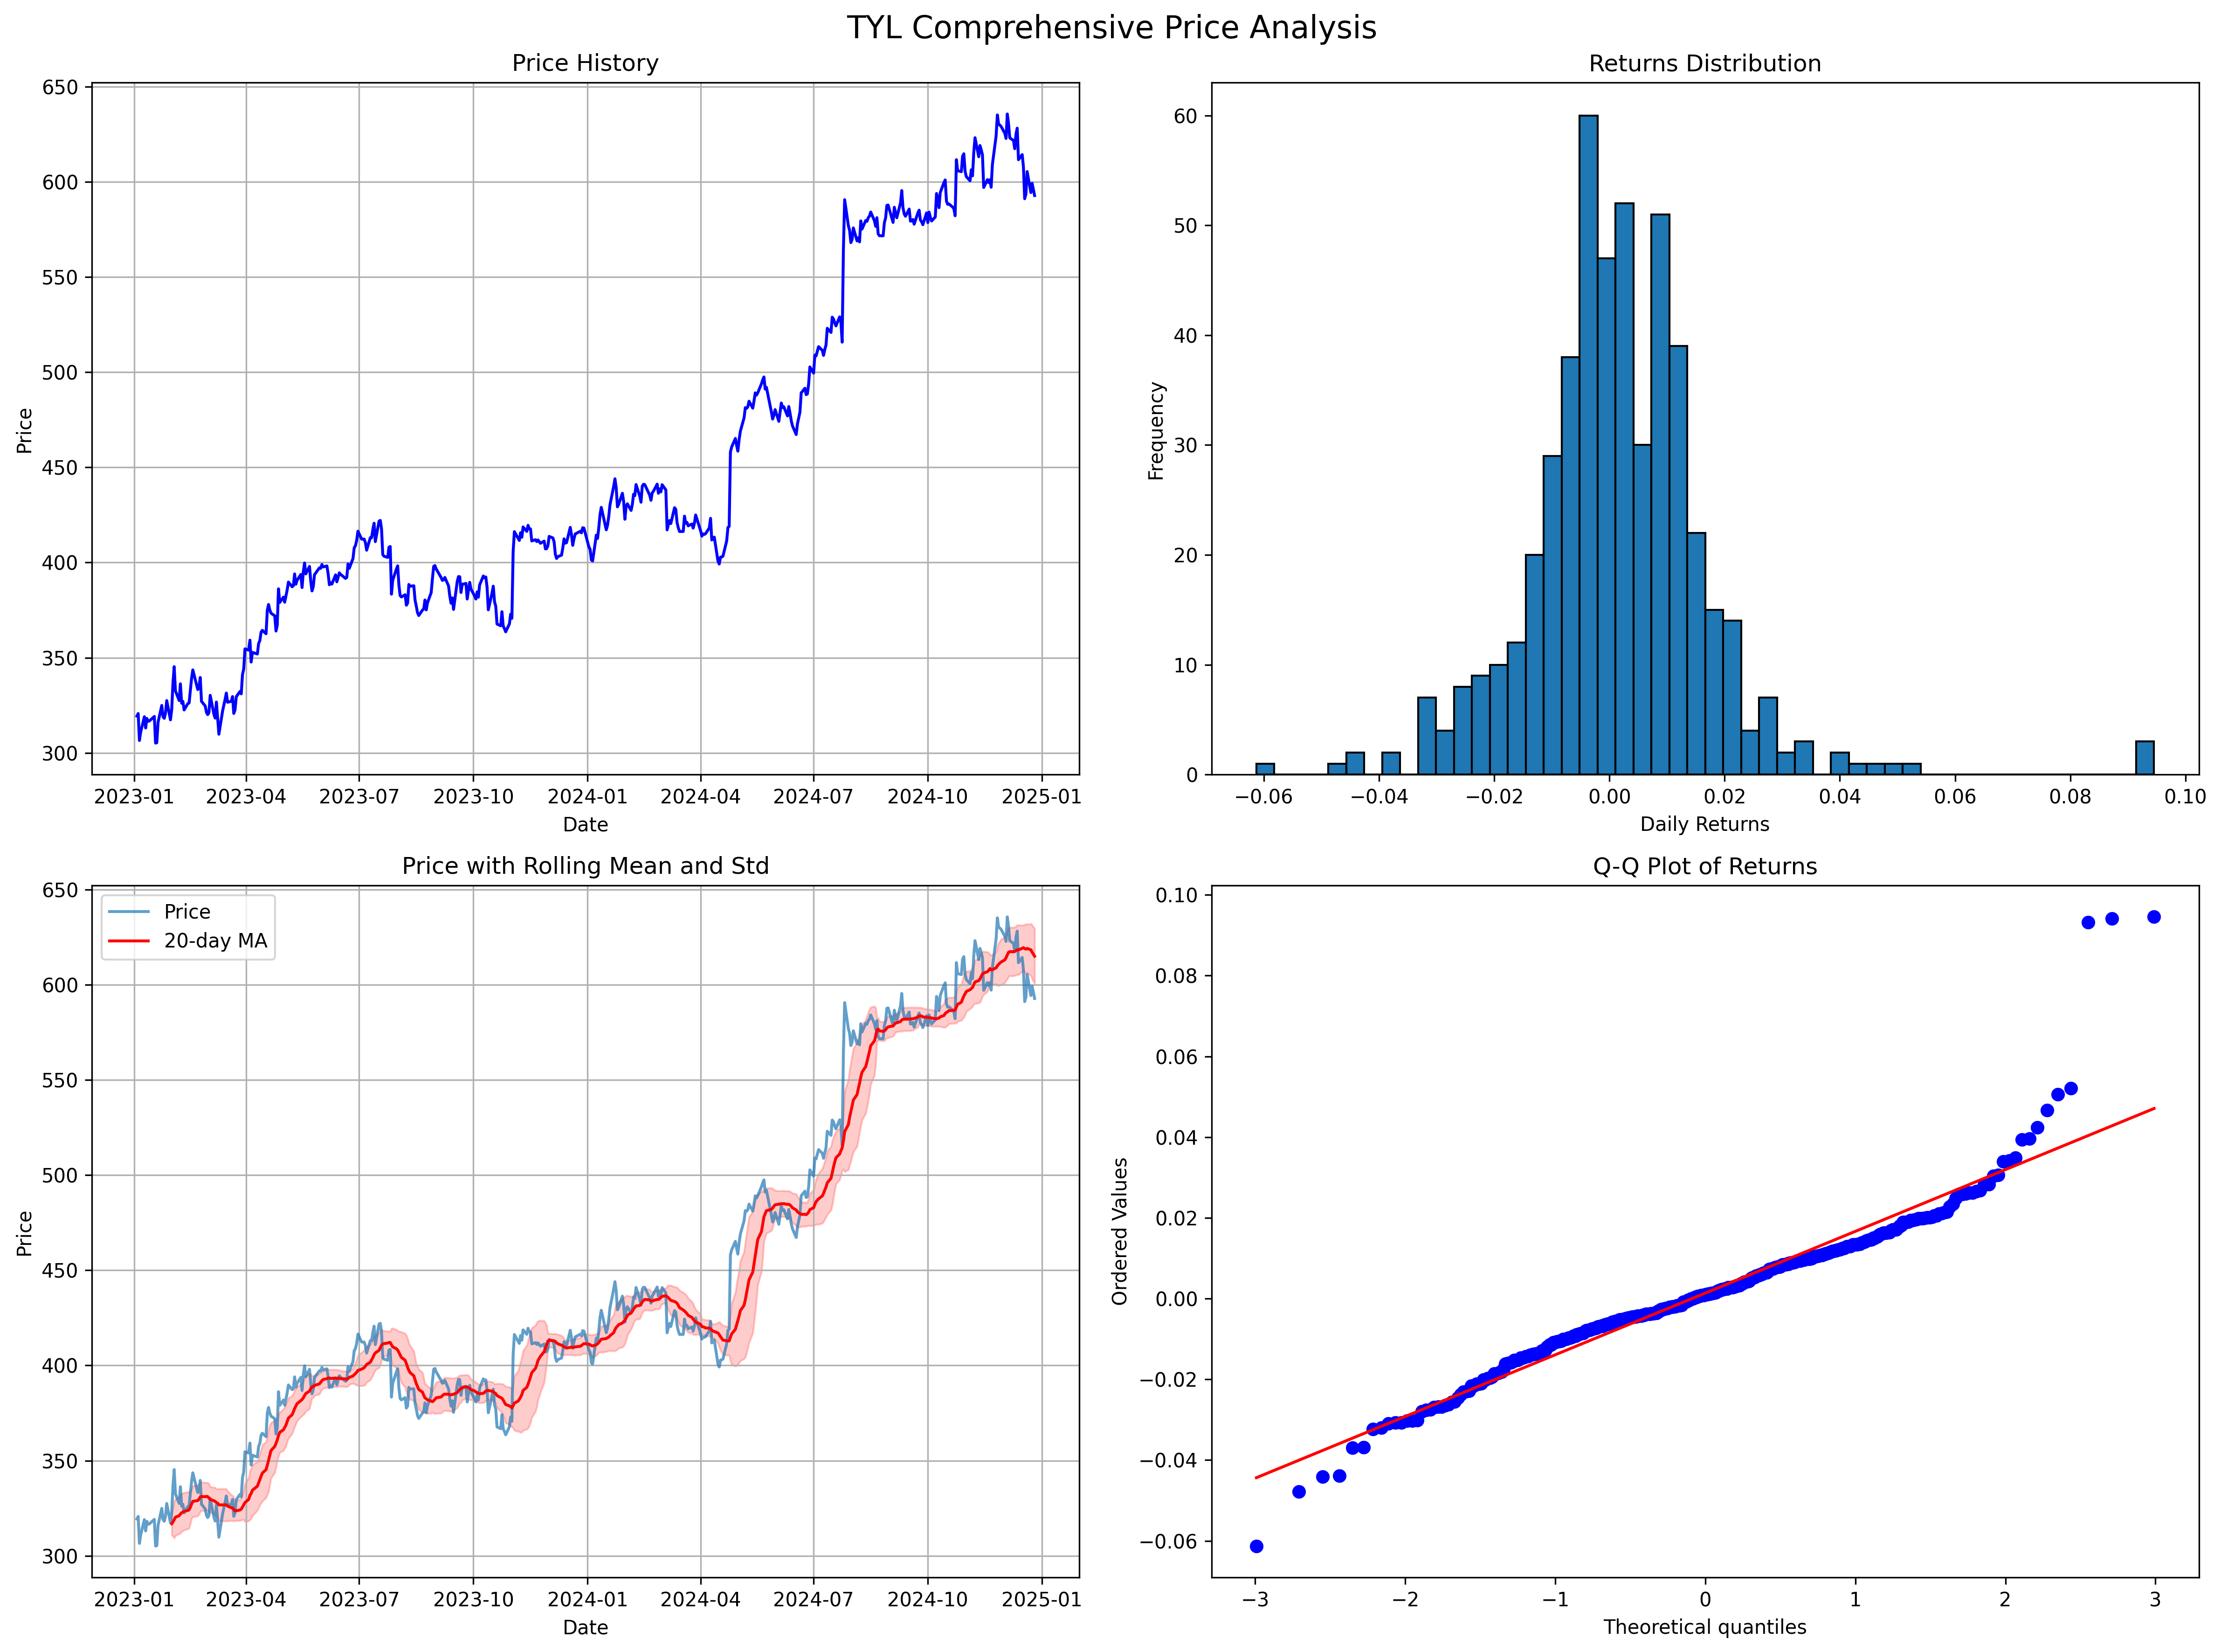 TYL Comprehensive Price Analysis
Price History
650
600
550
500
450
400
350
300
Price
2023-01 2023-04 2023-07 2023-10 2024-01 2024-04 2024-07 2024-10 2025-01
Date
Returns Distribution
60
50
40
30
20
10
0
Frequency
−0.06 −0.04 −0.02 0.00 0.02 0.04 0.06 0.08 0.10
Daily Returns
Price with Rolling Mean and Std
Price
20-day MA
650
600
550
500
450
400
350
300
Price
2023-01 2023-04 2023-07 2023-10 2024-01 2024-04 2024-07 2024-10 2025-01
Date
Q-Q Plot of Returns
0.10
0.08
0.06
0.04
0.02
0.00
−0.02
−0.04
−0.06
Ordered Values
−3 −2 −1 0 1 2 3
Theoretical quantiles